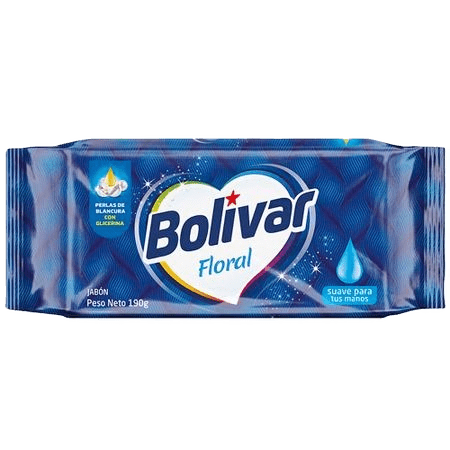 PERLAS DE
BLANCURA
CON
GLICERINA
Bolivar
Floral
JABÓN
Peso Neto 190g
suave para
tus manos